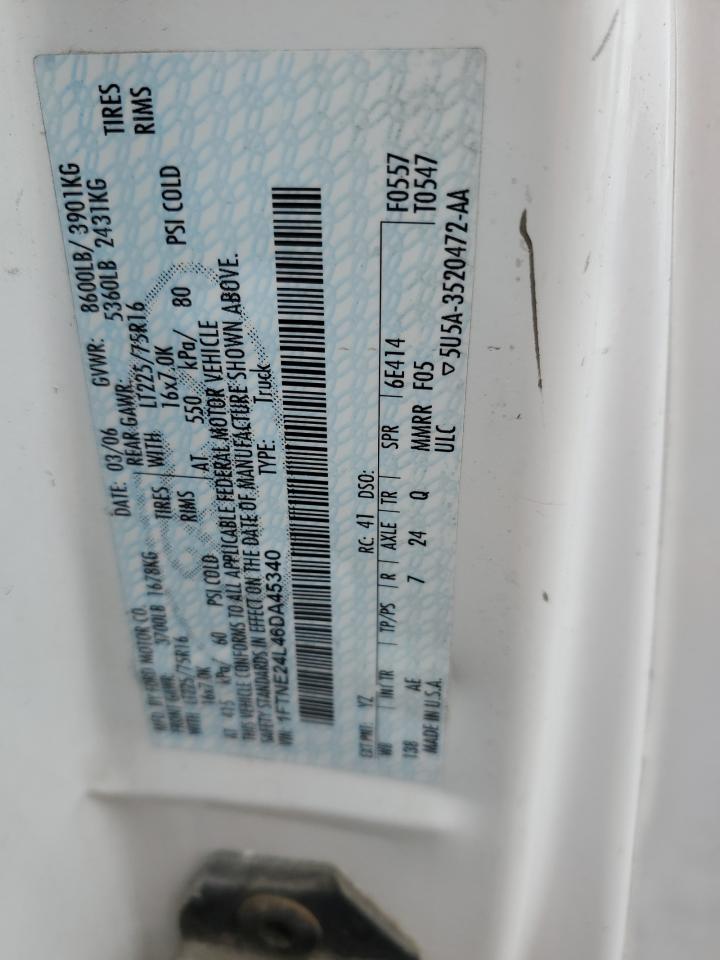 MFD. BY FORD MOTOR CO.
DATE: 03/06 GVWR: 8600LB/ 3901KG
FRONT GAWR: 3700LB 1678KG REAR GAWR: 5360LB 2431KG
WITH LT225/75R16 TIRES WITH LT225/75R16 TIRES
16x7.0K RIMS 16x7.0K RIMS
AT 415 kPa/ 60 PSI COLD AT 550 kPa/ 80 PSI COLD
THIS VEHICLE CONFORMS TO ALL APPLICABLE FEDERAL MOTOR VEHICLE
SAFETY STANDARDS IN EFFECT ON THE DATE OF MANUFACTURE SHOWN ABOVE.
VIN: 1FTNE24L46DA45340 TYPE: Truck
F0557
T0547
EXT PNT: YZ RC: 41 DSO:
WB INT TR TP/PS R AXLE TR SPR 6E414
138 AE 7 24 Q MMRR F05
MADE IN U.S.A. ULC ▽5U5A-3520472-AA